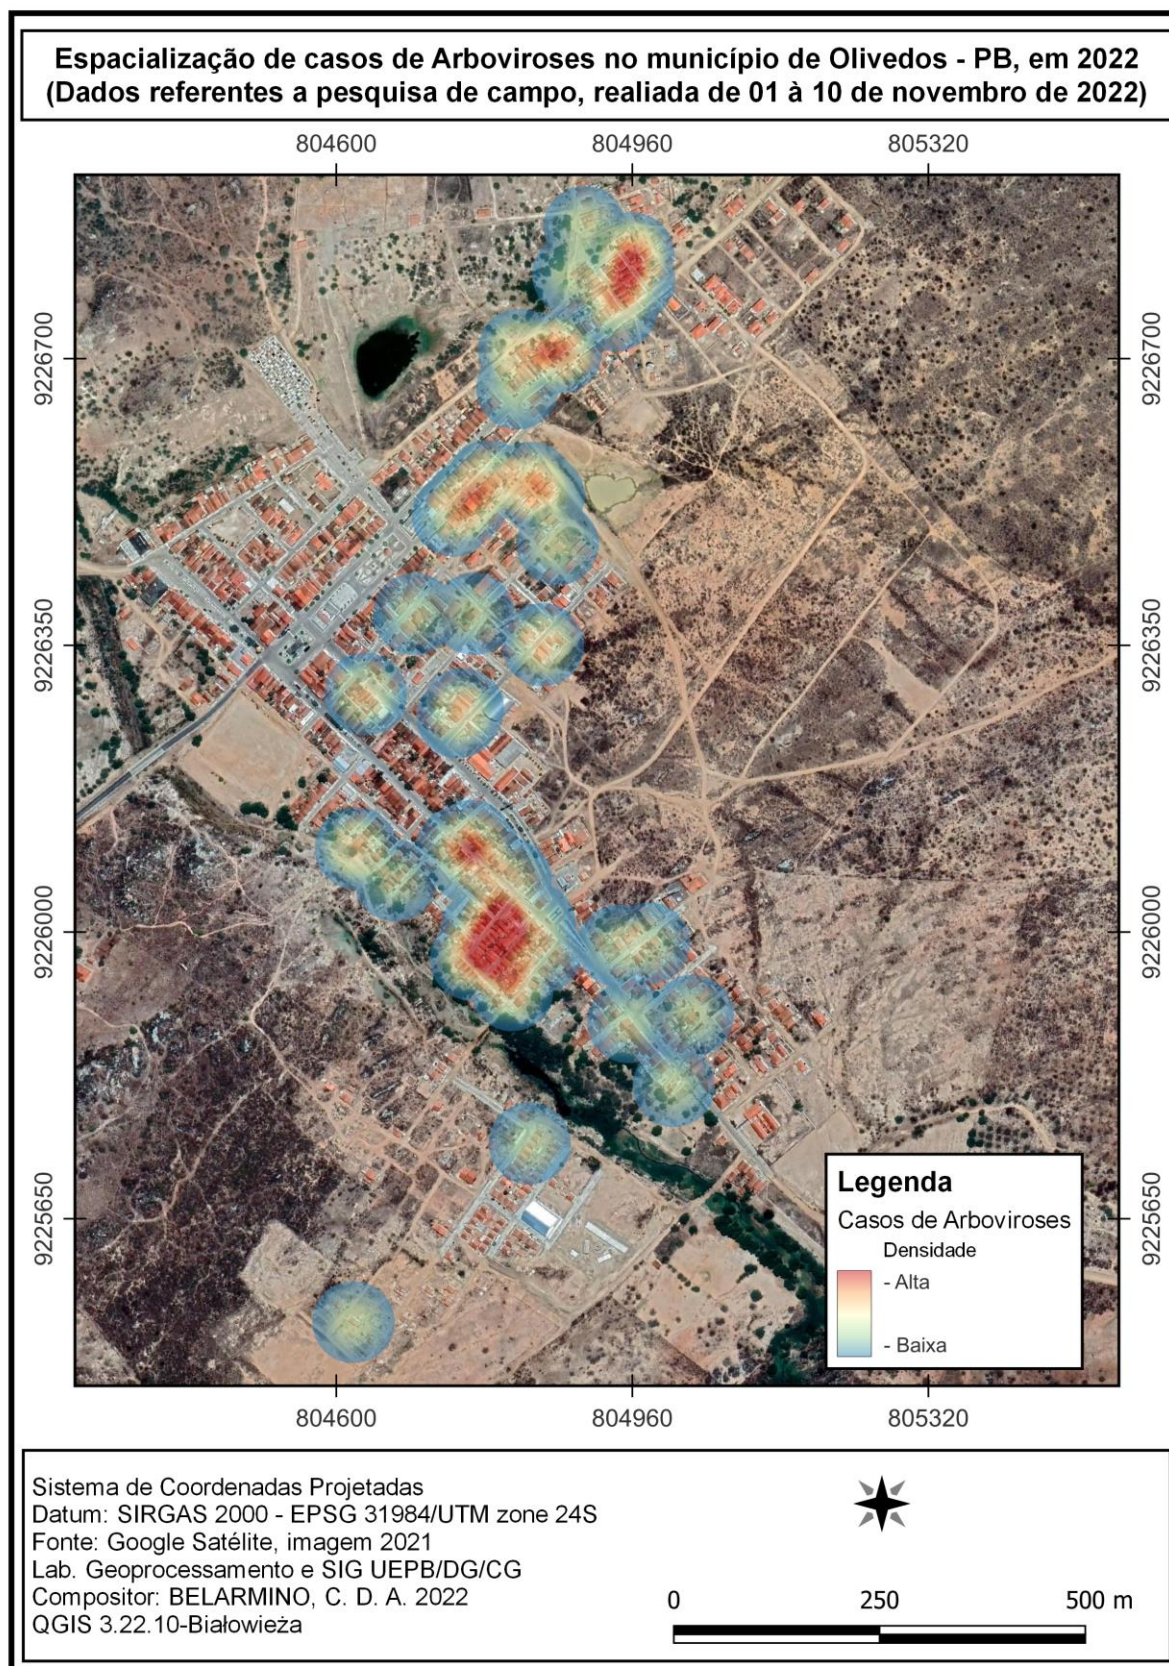 Espacialização de casos de Arboviroses no município de Olivedos - PB, em 2022
(Dados referentes a pesquisa de campo, realiada de 01 à 10 de novembro de 2022)
804600 804960 805320
9226700 9226700
9226350 9226350
9226000 9226000
9225650 9225650
Legenda
Casos de Arboviroses
Densidade
- Alta
- Baixa
804600 804960 805320
Sistema de Coordenadas Projetadas
Datum: SIRGAS 2000 - EPSG 31984/UTM zone 24S
Fonte: Google Satélite, imagem 2021
Lab. Geoprocessamento e SIG UEPB/DG/CG
Compositor: BELARMINO, C. D. A. 2022
QGIS 3.22.10-Białowieża
0 250 500 m